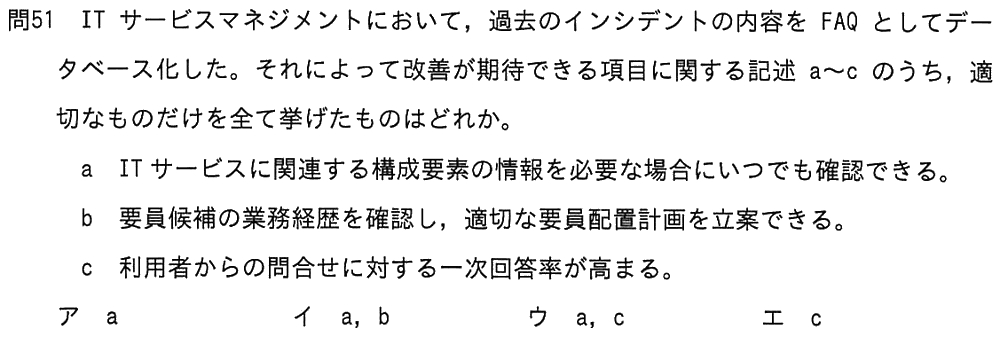 問51　IT サービスマネジメントにおいて，過去のインシデントの内容を FAQ としてデー
タベース化した。それによって改善が期待できる項目に関する記述 a～c のうち，適
切なものだけを全て挙げたものはどれか。
a　IT サービスに関連する構成要素の情報を必要な場合にいつでも確認できる。
b　要員候補の業務経歴を確認し，適切な要員配置計画を立案できる。
c　利用者からの問合せに対する一次回答率が高まる。
ア　a　イ　a，b　ウ　a，c　エ　c